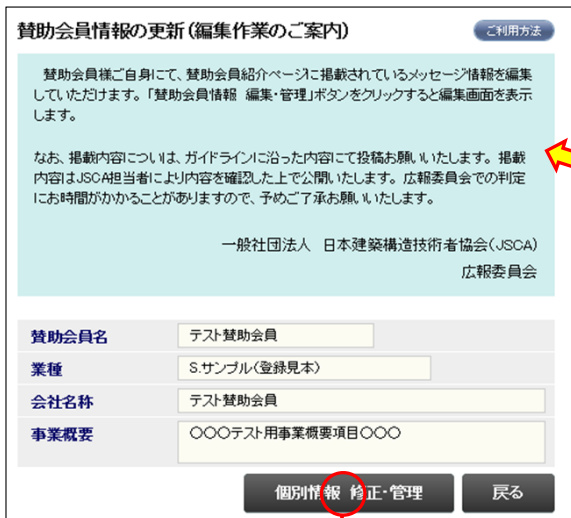 賛助会員情報の更新(編集作業のご案内)
ご利用方法
賛助会員様ご自身にて、賛助会員紹介ページに掲載されているメッセージ情報を編集
していただけます。「賛助会員情報 編集・管理」ボタンをクリックすると編集画面を表示
します。
なお、掲載内容については、ガイドラインに沿った内容にて投稿お願いいたします。掲載
内容はJSCA担当者により内容を確認した上で公開いたします。広報委員会での判定
にお時間がかかることがありますので、予めご了承お願いいたします。
一般社団法人 日本建築構造技術者協会(JSCA)
広報委員会
賛助会員名
テスト賛助会員
業種
S.サンプル(登録見本)
会社名称
テスト賛助会員
事業概要
〇〇〇テスト用事業概要項目〇〇〇
個別情報 修正・管理
戻る